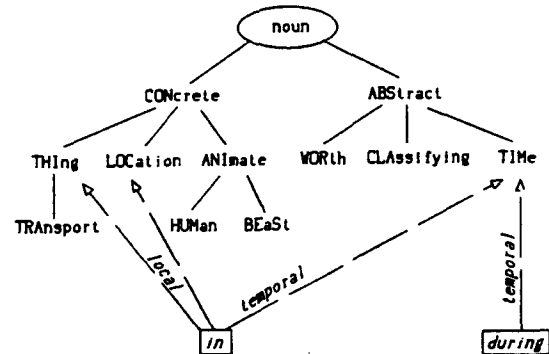 noun
CONcrete ABStract
THIng LOCation ANImate WORth CLAssifying TIMe
TRAnsport HUMan BEaSt
local temporal temporal
in during